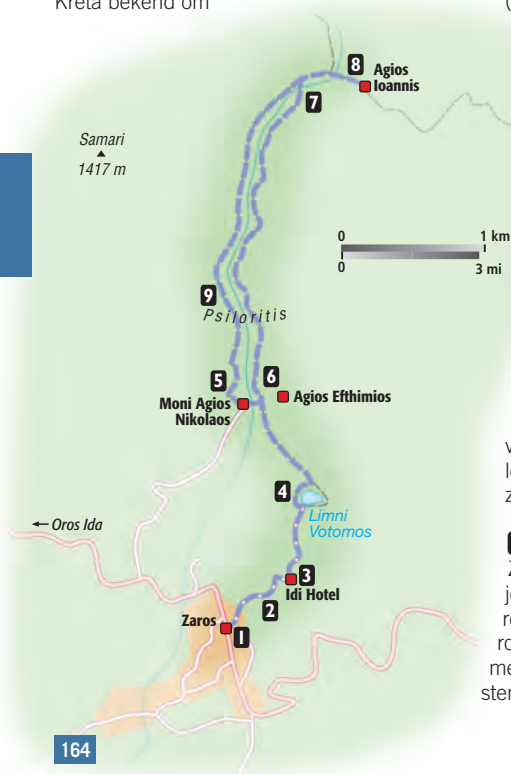 Kreta bekend om
(
8
Agios
Ioannis
7
Samari
1417 m
0 1 km
0 3 mi
9
Psiloritis
5
6
Moni Agios
Nikolaos
Agios Efthimios
4
Limni
Votomos
← Oros Ida
3
Idi Hotel
2
Zaros
1
v
le
z
je
r
ro
me
ster
164